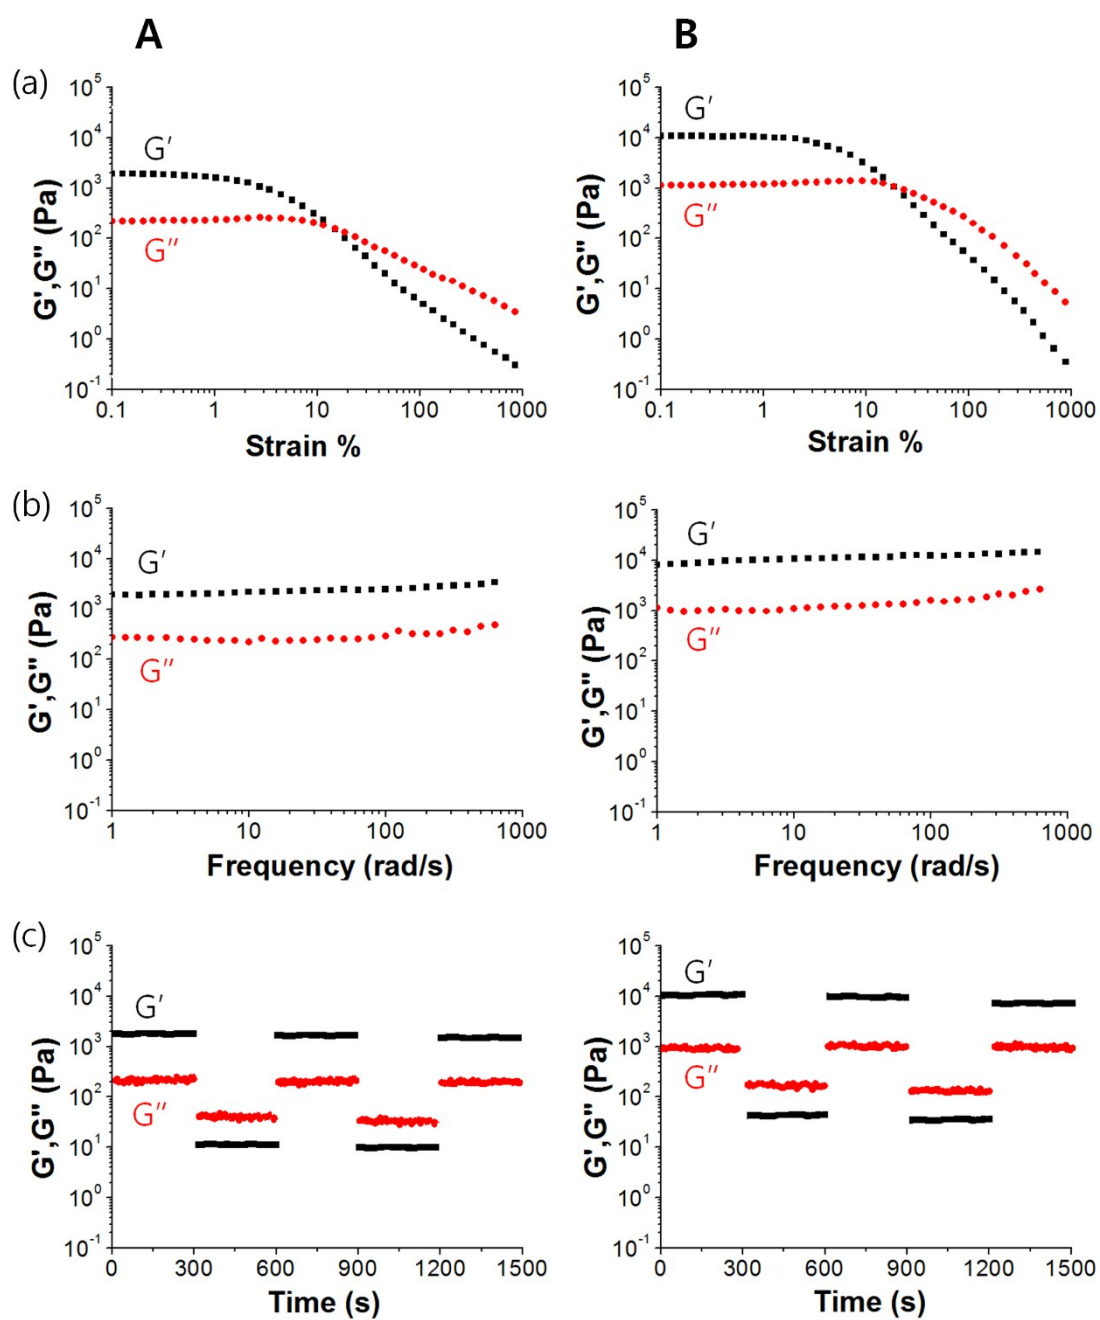 A B
(a)
10^5 10^5
G′ G′
10^4 10^4
10^3 10^3
10^2 10^2
G″ G″
10^1 10^1
10^0 10^0
10^-1 10^-1
G',G'' (Pa) G',G'' (Pa)
0.1 1 10 100 1000 0.1 1 10 100 1000
Strain % Strain %
(b)
10^5 10^5
G′ G′
10^4 10^4
10^3 10^3
10^2 10^2
G″ G″
10^1 10^1
10^0 10^0
10^-1 10^-1
G',G'' (Pa) G',G'' (Pa)
1 10 100 1000 1 10 100 1000
Frequency (rad/s) Frequency (rad/s)
(c)
10^5 10^5
G′ G′
10^4 10^4
10^3 10^3
10^2 10^2
G″ G″
10^1 10^1
10^0 10^0
10^-1 10^-1
G',G'' (Pa) G',G'' (Pa)
0 300 600 900 1200 1500 0 300 600 900 1200 1500
Time (s) Time (s)